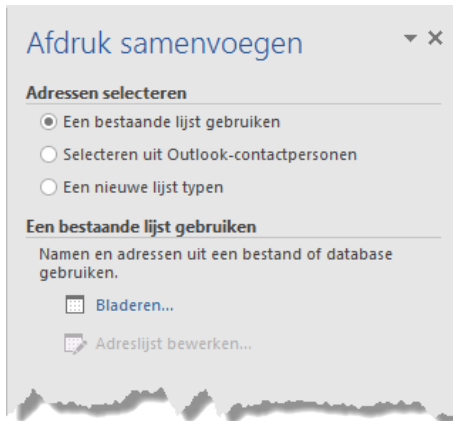 Afdruk samenvoegen
Adressen selecteren
Een bestaande lijst gebruiken
Selecteren uit Outlook-contactpersonen
Een nieuwe lijst typen
Een bestaande lijst gebruiken
Namen en adressen uit een bestand of database
gebruiken.
Bladeren...
Adreslijst bewerken...